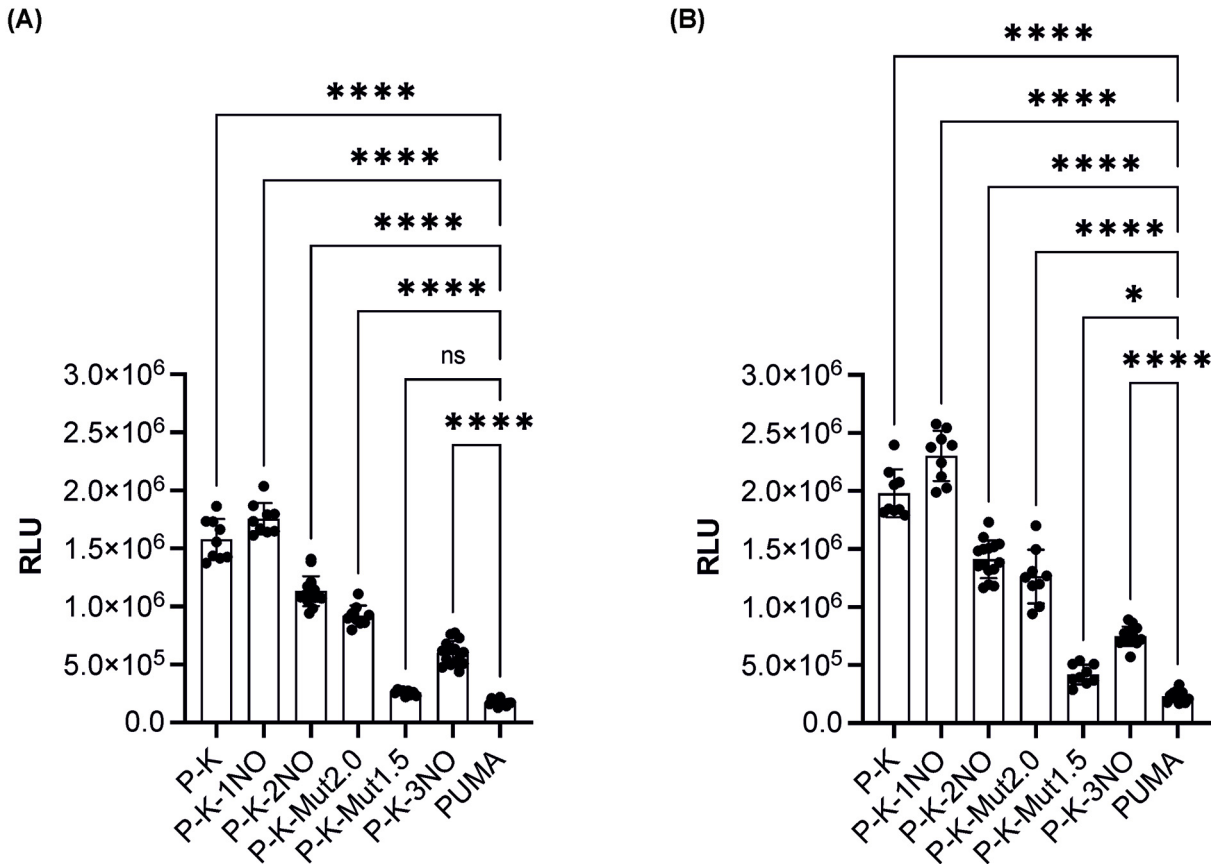 (A)
****
****
****
****
ns
****
3.0×10⁶
2.5×10⁶
2.0×10⁶
1.5×10⁶
1.0×10⁶
5.0×10⁵
0.0
RLU
P-K
P-K-1NO
P-K-2NO
P-K-Mut2.0
P-K-Mut1.5
P-K-3NO
PUMA
(B)
****
****
****
****
*
****
3.0×10⁶
2.5×10⁶
2.0×10⁶
1.5×10⁶
1.0×10⁶
5.0×10⁵
0.0
RLU
P-K
P-K-1NO
P-K-2NO
P-K-Mut2.0
P-K-Mut1.5
P-K-3NO
PUMA